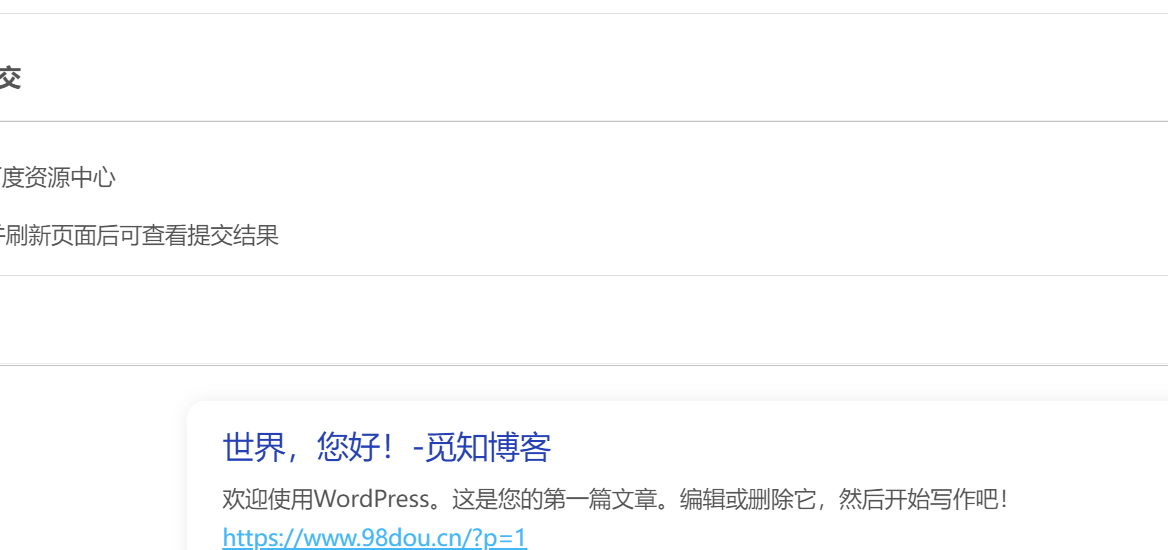 交
度资源中心
刷新页面后可查看提交结果
世界，您好！-觅知博客
欢迎使用WordPress。这是您的第一篇文章。编辑或删除它，然后开始写作吧！
https://www.98dou.cn/?p=1